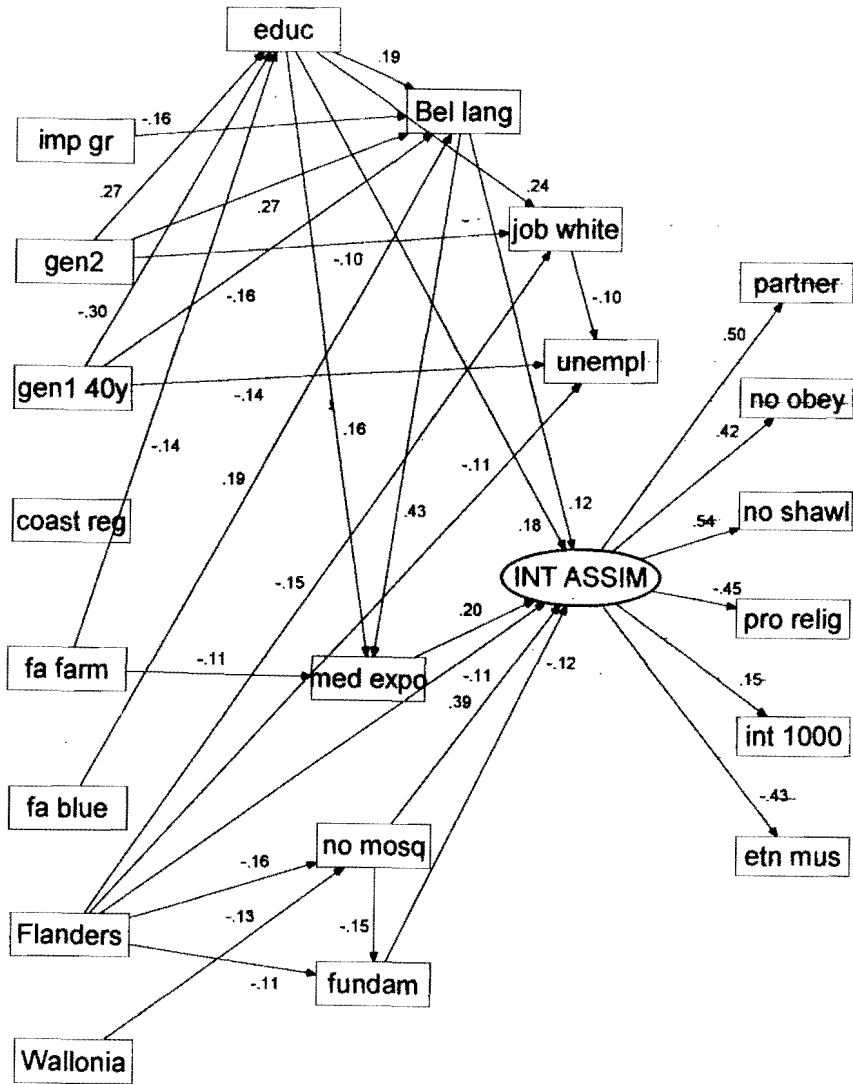 educ
.19
Bel lang
-.16
imp gr
.27
.27
.24
job white
gen2
-.10
-.10
partner
-.30
-.16
.50
unempl
gen1 40y
-.14
no obey
.42
-.14
.16
-.11
.19
coast reg
.43
.18
.12
.54
no shawl
INT ASSIM
-.15
-.45
pro relig
.20
fa farm
-.11
med expo
-.11
-.12
.39
.15
int 1000
fa blue
-.43
no mosq
etn mus
-.16
-.13
Flanders
-.15
-.11
fundam
Wallonia